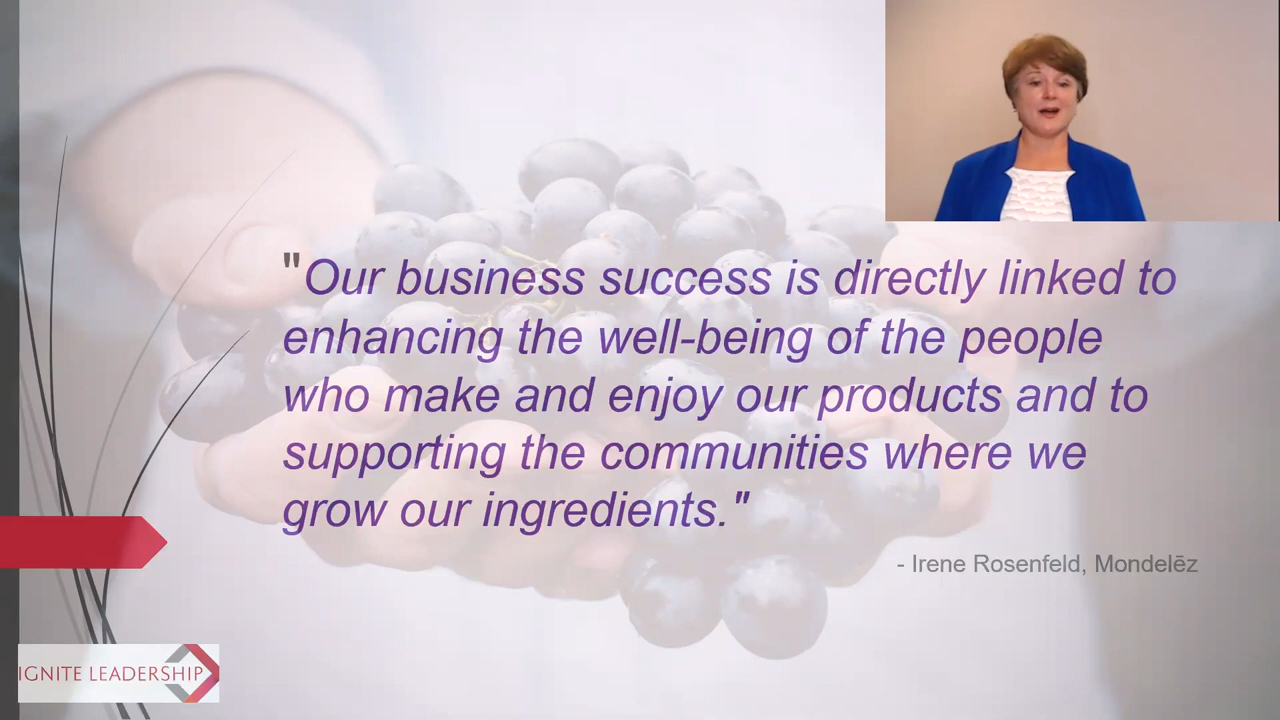 "Our business success is directly linked to
enhancing the well-being of the people
who make and enjoy our products and to
supporting the communities where we
grow our ingredients."
- Irene Rosenfeld, Mondelēz
IGNITE LEADERSHIP